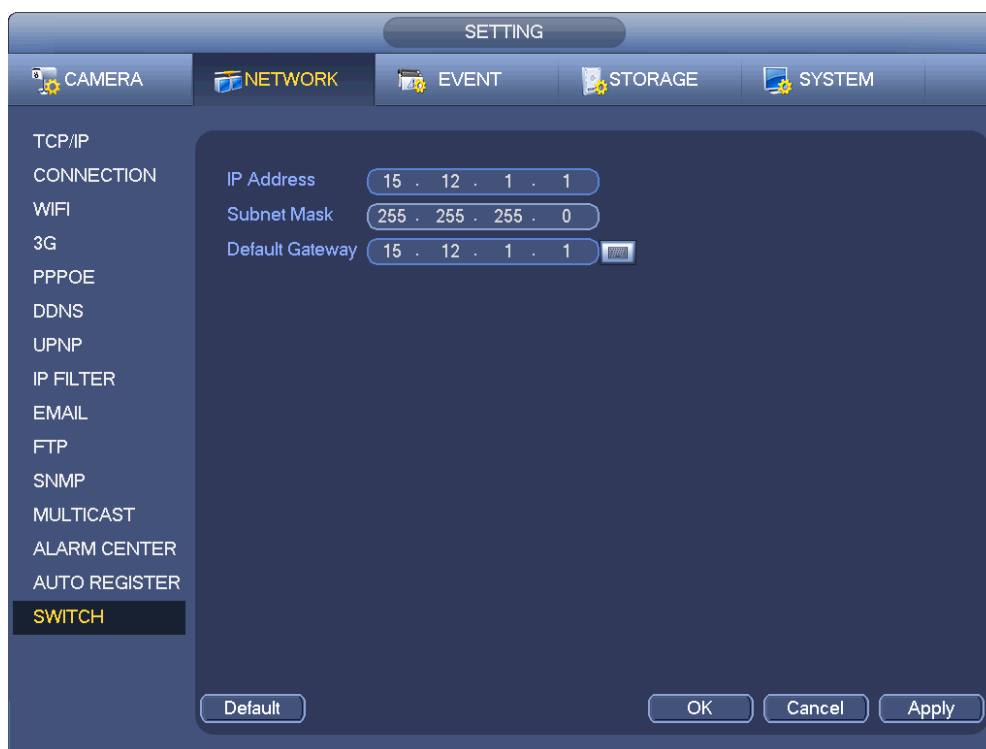 SETTING
CAMERA NETWORK EVENT STORAGE SYSTEM
TCP/IP
CONNECTION
WIFI
3G
PPPOE
DDNS
UPNP
IP FILTER
EMAIL
FTP
SNMP
MULTICAST
ALARM CENTER
AUTO REGISTER
SWITCH
IP Address 15 . 12 . 1 . 1
Subnet Mask 255 . 255 . 255 . 0
Default Gateway 15 . 12 . 1 . 1
Default OK Cancel Apply